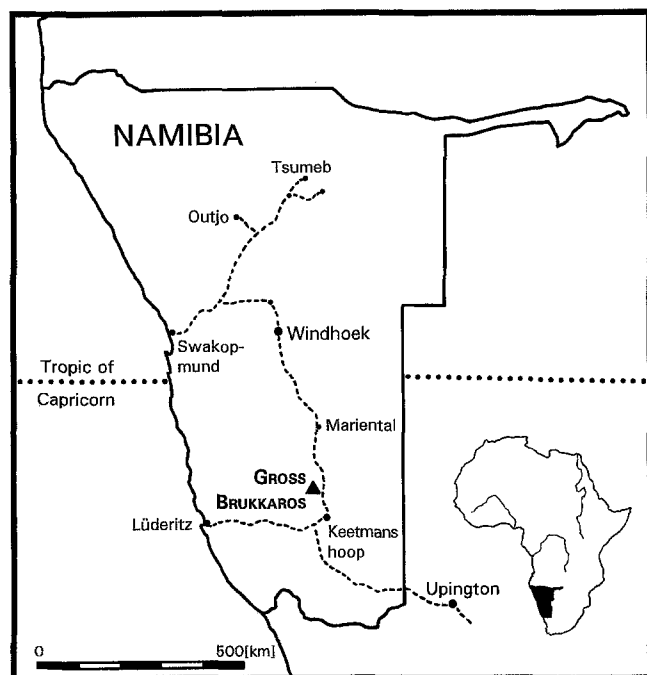 NAMIBIA
Tsumeb
Outjo
Windhoek
Swakop-
mund
Tropic of
Capricorn
Mariental
GROSS
BRUKKAROS
Lüderitz
Keetmans
hoop
Upington
0 500[km]